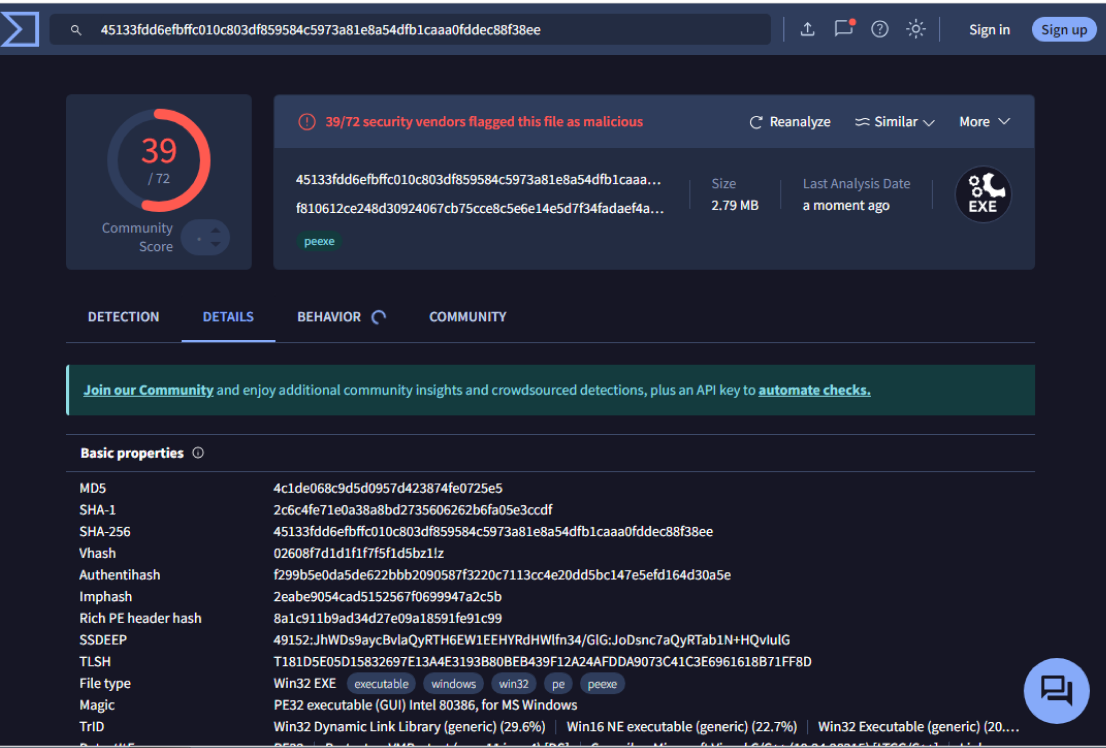 45133fdd6efbffc010c803df859584c5973a81e8a54dfb1caaa0fddec88f38ee
Sign in
Sign up
39
/ 72
Community
Score
39/72 security vendors flagged this file as malicious
Reanalyze
Similar
More
45133fdd6efbffc010c803df859584c5973a81e8a54dfb1caaa...
f810612ce248d30924067cb75cce8c5e6e14e5d7f34fadaef4a...
peexe
Size
2.79 MB
Last Analysis Date
a moment ago
EXE
DETECTION
DETAILS
BEHAVIOR
COMMUNITY
Join our Community and enjoy additional community insights and crowdsourced detections, plus an API key to automate checks.
Basic properties
MD5 4c1de068c9d5d0957d423874fe0725e5
SHA-1 2c6c4fe71e0a38a8bd2735606262b6fa05e3ccdf
SHA-256 45133fdd6efbffc010c803df859584c5973a81e8a54dfb1caaa0fddec88f38ee
Vhash 02608f7d1d1f1f7f5f1d5bz1!z
Authentihash f299b5e0da5de622bbb2090587f3220c7113cc4e20dd5bc147e5efd164d30a5e
Imphash 2eabe9054cad5152567f0699947a2c5b
Rich PE header hash 8a1c911b9ad34d27e09a18591fe91c99
SSDEEP 49152:JhWDs9aycBvlaQyRTH6EW1EEHYRdHWlfn34/GlG:JoDsnc7aQyRTab1N+HQvIulG
TLSH T181D5E05D15832697E13A4E3193B80BEB439F12A24AFDDA9073C41C3E6961618B71FF8D
File type Win32 EXE executable windows win32 pe peexe
Magic PE32 executable (GUI) Intel 80386, for MS Windows
TrID Win32 Dynamic Link Library (generic) (29.6%) Win16 NE executable (generic) (22.7%) Win32 Executable (generic) (20....